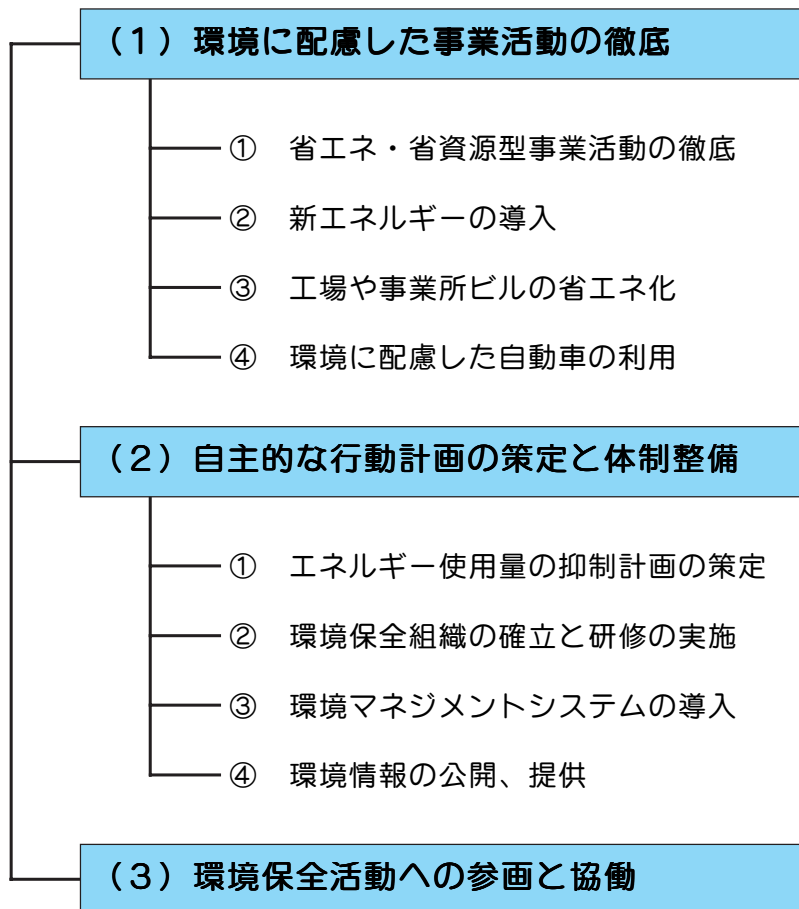 （１）環境に配慮した事業活動の徹底
①　省エネ・省資源型事業活動の徹底
②　新エネルギーの導入
③　工場や事業所ビルの省エネ化
④　環境に配慮した自動車の利用
（２）自主的な行動計画の策定と体制整備
①　エネルギー使用量の抑制計画の策定
②　環境保全組織の確立と研修の実施
③　環境マネジメントシステムの導入
④　環境情報の公開、提供
（３）環境保全活動への参画と協働